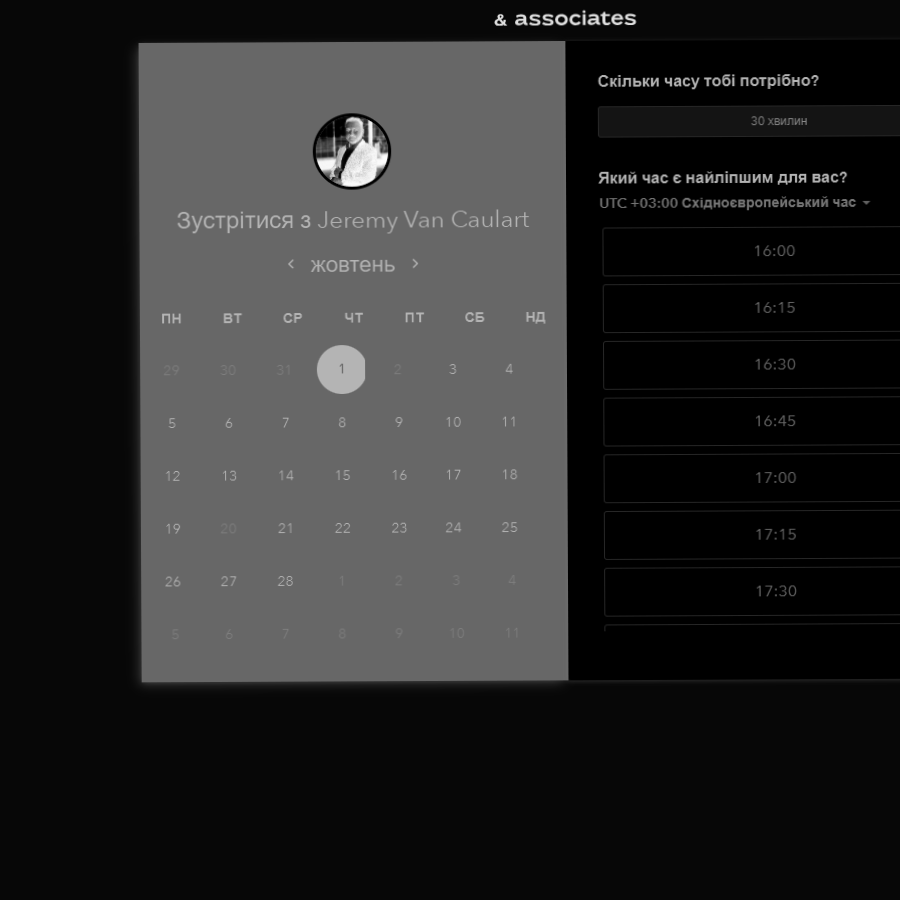 & associates
Зустрітися з Jeremy Van Caulart
жовтень
ПН ВТ СР ЧТ ПТ СБ НД
29 30 31 1 2 3 4
5 6 7 8 9 10 11
12 13 14 15 16 17 18
19 20 21 22 23 24 25
26 27 28 1 2 3 4
5 6 7 8 9 10 11
Скільки часу тобі потрібно?
30 хвилин
Який час є найліпшим для вас?
UTC +03:00 Східноєвропейський час
16:00
16:15
16:30
16:45
17:00
17:15
17:30